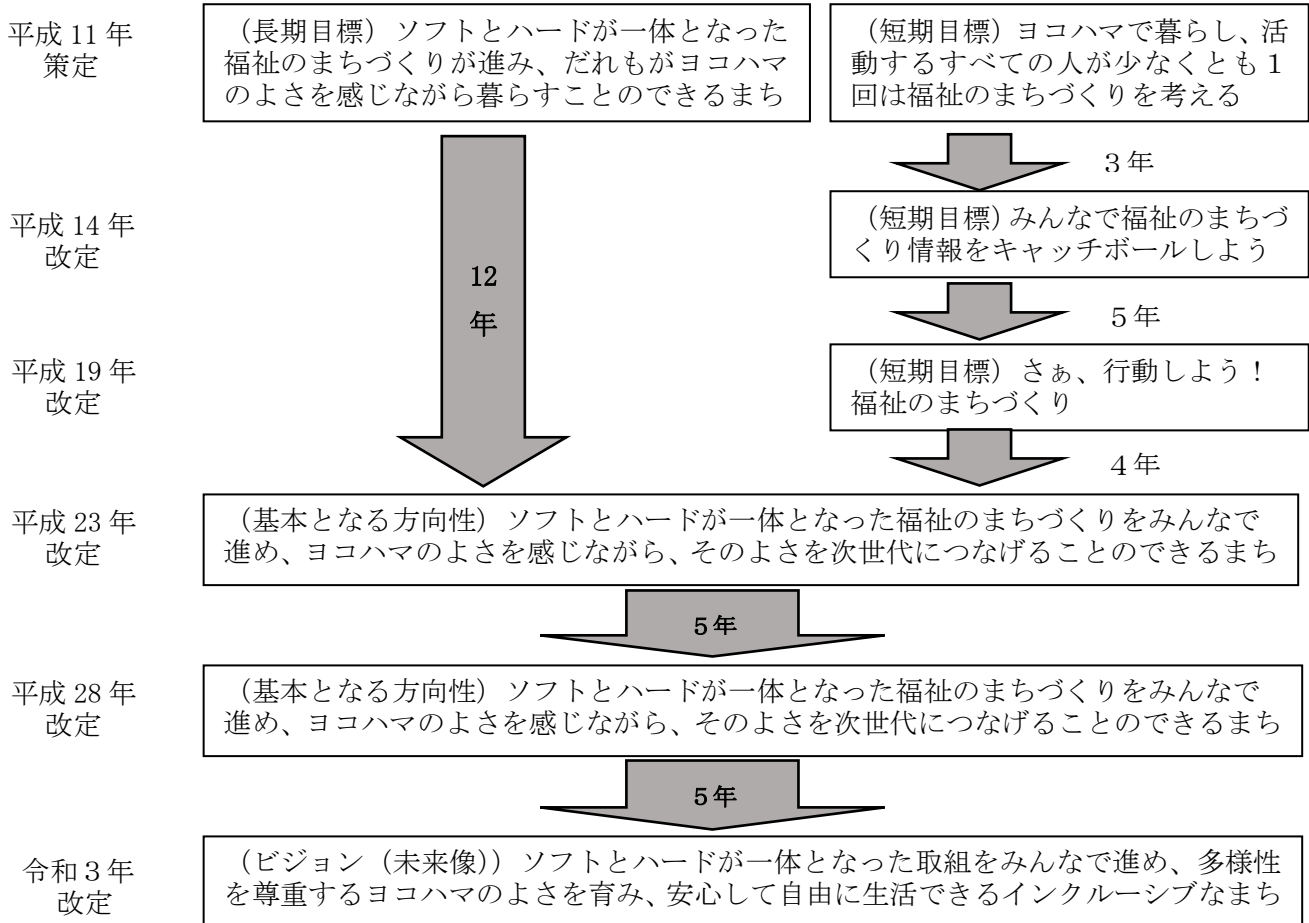 平成 11 年
策定
（長期目標）ソフトとハードが一体となった
福祉のまちづくりが進み、だれもがヨコハマ
のよさを感じながら暮らすことのできるまち
（短期目標）ヨコハマで暮らし、活
動するすべての人が少なくとも１
回は福祉のまちづくりを考える
３年
平成 14 年
改定
（短期目標）みんなで福祉のまちづ
くり情報をキャッチボールしよう
12
年
５年
平成 19 年
改定
（短期目標）さぁ、行動しよう！
福祉のまちづくり
４年
平成 23 年
改定
（基本となる方向性）ソフトとハードが一体となった福祉のまちづくりをみんなで
進め、ヨコハマのよさを感じながら、そのよさを次世代につなげることのできるまち
５年
平成 28 年
改定
（基本となる方向性）ソフトとハードが一体となった福祉のまちづくりをみんなで
進め、ヨコハマのよさを感じながら、そのよさを次世代につなげることのできるまち
５年
令和３年
改定
（ビジョン（未来像））ソフトとハードが一体となった取組をみんなで進め、多様性
を尊重するヨコハマのよさを育み、安心して自由に生活できるインクルーシブなまち